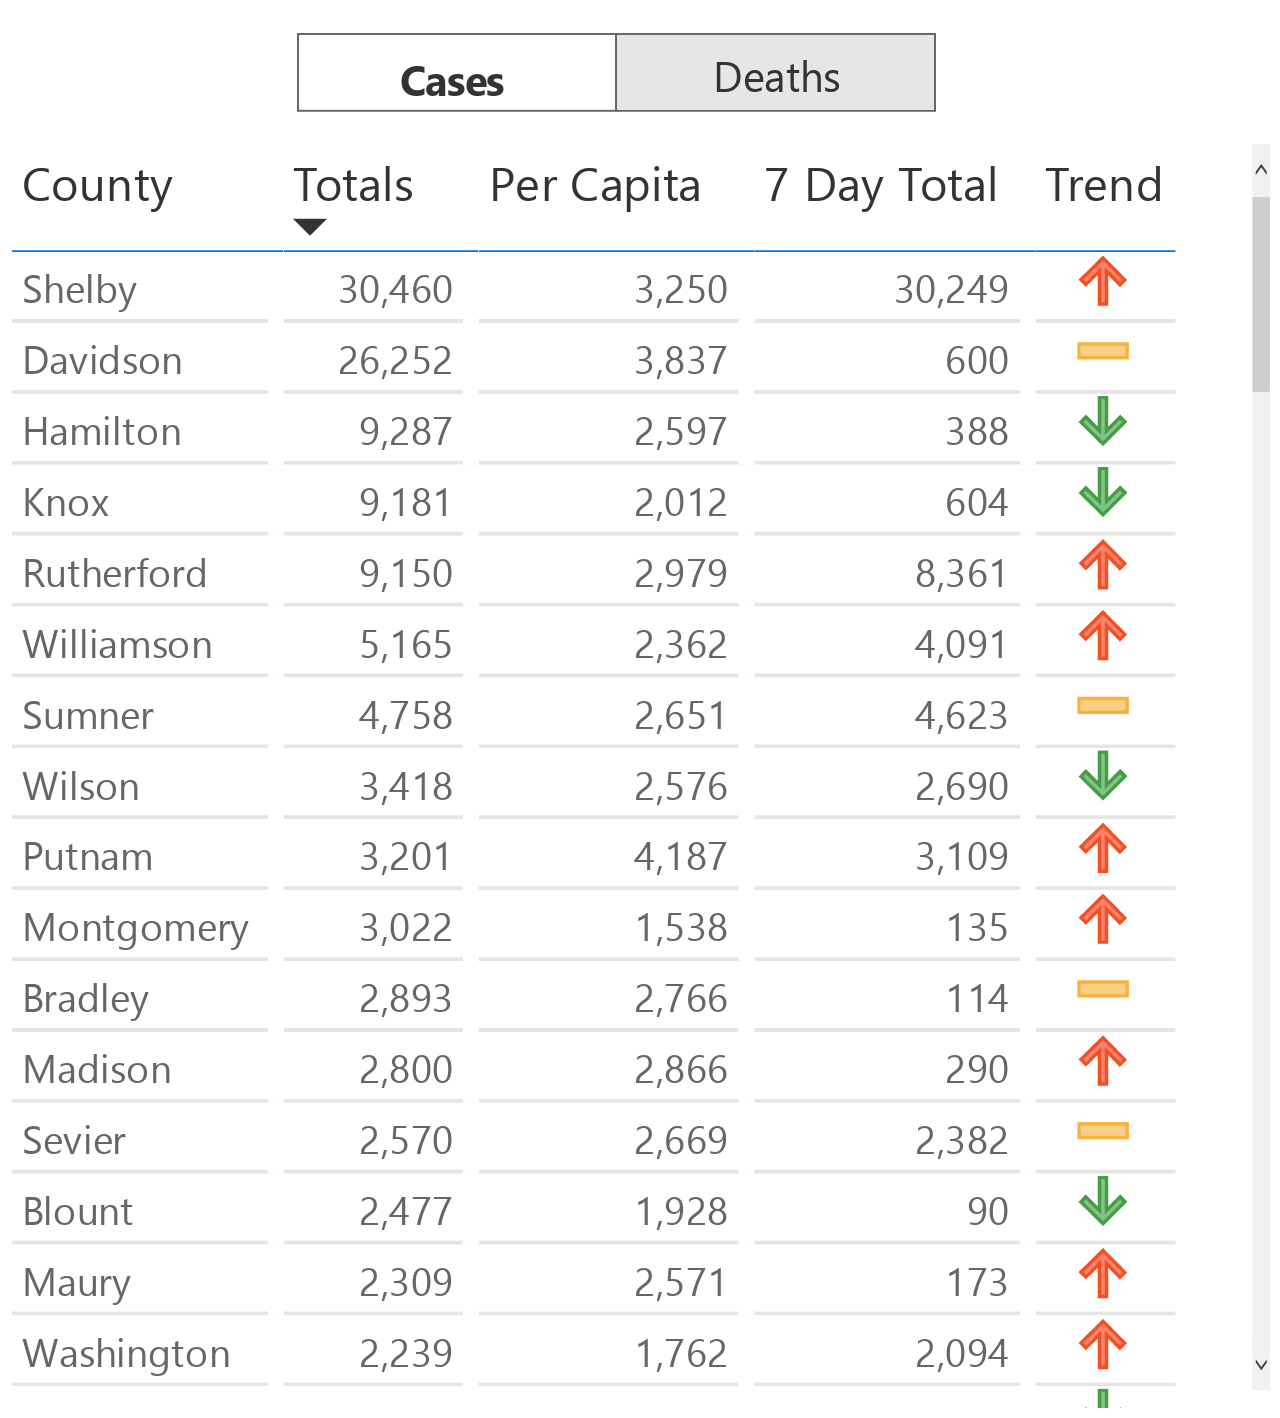 Cases Deaths
County Totals Per Capita 7 Day Total Trend
Shelby 30,460 3,250 30,249
Davidson 26,252 3,837 600
Hamilton 9,287 2,597 388
Knox 9,181 2,012 604
Rutherford 9,150 2,979 8,361
Williamson 5,165 2,362 4,091
Sumner 4,758 2,651 4,623
Wilson 3,418 2,576 2,690
Putnam 3,201 4,187 3,109
Montgomery 3,022 1,538 135
Bradley 2,893 2,766 114
Madison 2,800 2,866 290
Sevier 2,570 2,669 2,382
Blount 2,477 1,928 90
Maury 2,309 2,571 173
Washington 2,239 1,762 2,094